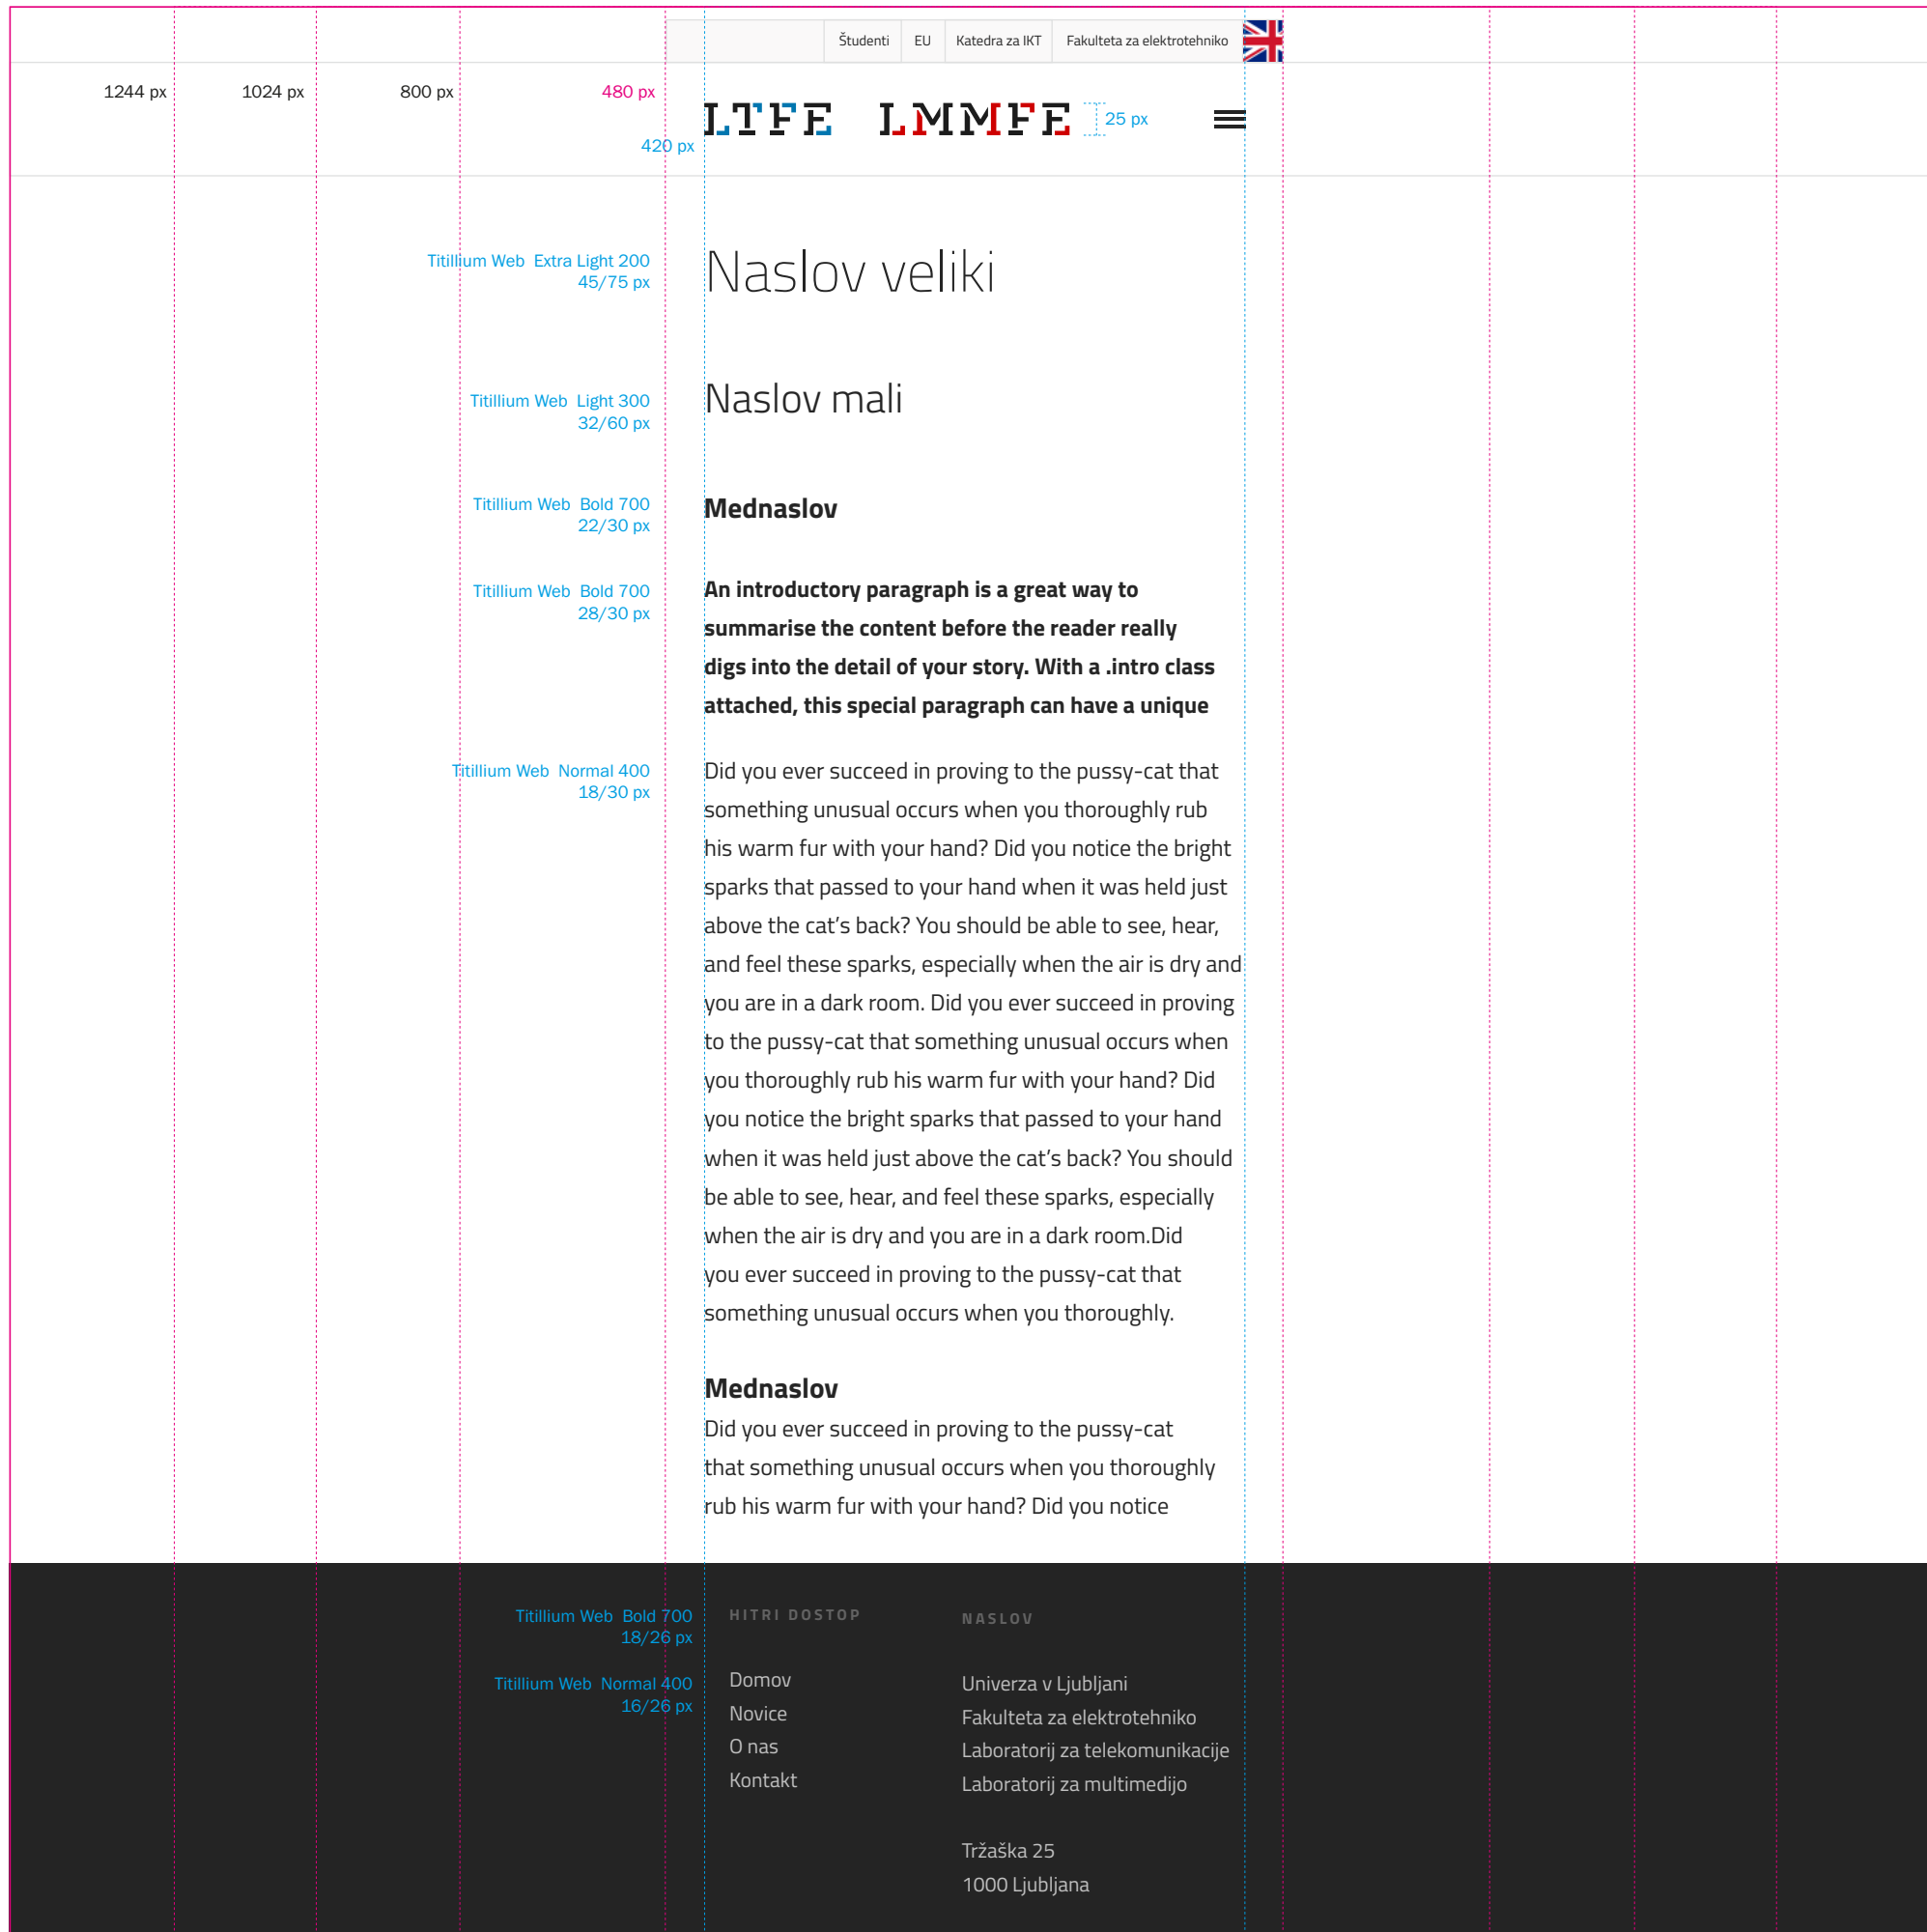 Študenti EU Katedra za IKT Fakulteta za elektrotehniko
1244 px 1024 px 800 px 480 px
LTFE LMMFE 25 px
420 px
Titillium Web Extra Light 200
45/75 px
Naslov veliki
Titillium Web Light 300
32/60 px
Naslov mali
Titillium Web Bold 700
22/30 px
Mednaslov
Titillium Web Bold 700
28/30 px
An introductory paragraph is a great way to
summarise the content before the reader really
digs into the detail of your story. With a .intro class
attached, this special paragraph can have a unique
Titillium Web Normal 400
18/30 px
Did you ever succeed in proving to the pussy-cat that
something unusual occurs when you thoroughly rub
his warm fur with your hand? Did you notice the bright
sparks that passed to your hand when it was held just
above the cat’s back? You should be able to see, hear,
and feel these sparks, especially when the air is dry and
you are in a dark room. Did you ever succeed in proving
to the pussy-cat that something unusual occurs when
you thoroughly rub his warm fur with your hand? Did
you notice the bright sparks that passed to your hand
when it was held just above the cat’s back? You should
be able to see, hear, and feel these sparks, especially
when the air is dry and you are in a dark room.Did
you ever succeed in proving to the pussy-cat that
something unusual occurs when you thoroughly.
Mednaslov
Did you ever succeed in proving to the pussy-cat
that something unusual occurs when you thoroughly
rub his warm fur with your hand? Did you notice
Titillium Web Bold 700
18/26 px
Titillium Web Normal 400
16/26 px
HITRI DOSTOP
Domov
Novice
O nas
Kontakt
NASLOV
Univerza v Ljubljani
Fakulteta za elektrotehniko
Laboratorij za telekomunikacije
Laboratorij za multimedijo
Tržaška 25
1000 Ljubljana